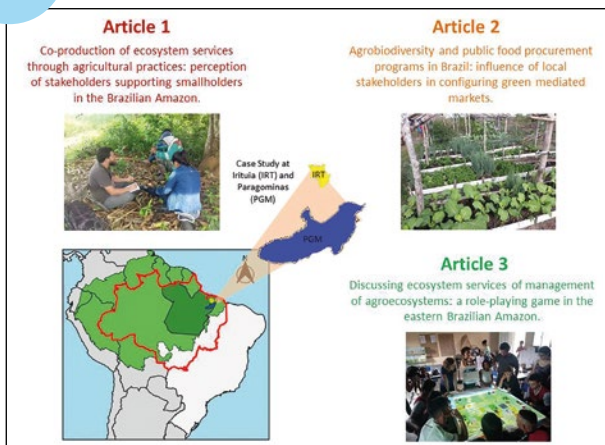 Article 1
Co-production of ecosystem services
through agricultural practices: perception
of stakeholders supporting smallholders
in the Brazilian Amazon.
Article 2
Agrobiodiversity and public food procurement
programs in Brazil: influence of local
stakeholders in configuring green mediated
markets.
Case Study at
Irituia (IRT) and
Paragominas
(PGM)
IRT
PGM
N
Article 3
Discussing ecosystem services of management
of agroecosystems: a role-playing game in the
eastern Brazilian Amazon.